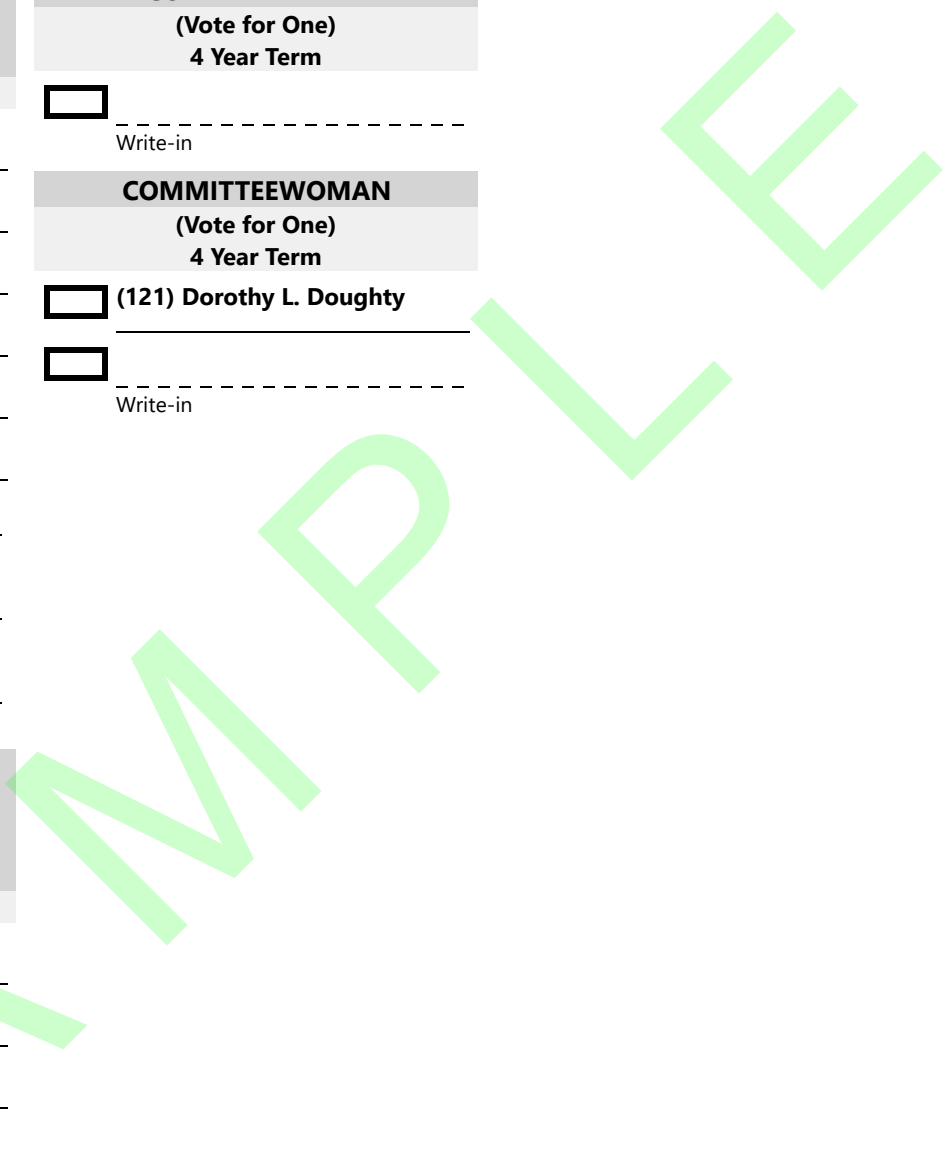 (Vote for One)
4 Year Term
Write-in
COMMITTEEWOMAN
(Vote for One)
4 Year Term
(121) Dorothy L. Doughty
Write-in
MPLE